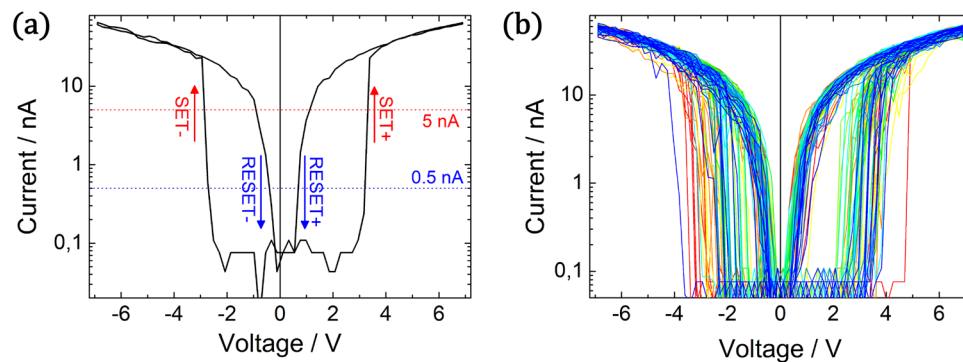 (a)
10
1
0,1
Current / nA
SET-
SET+
5 nA
0.5 nA
RESET-
RESET+
-6 -4 -2 0 2 4 6
Voltage / V
(b)
10
1
0,1
Current / nA
-6 -4 -2 0 2 4 6
Voltage / V